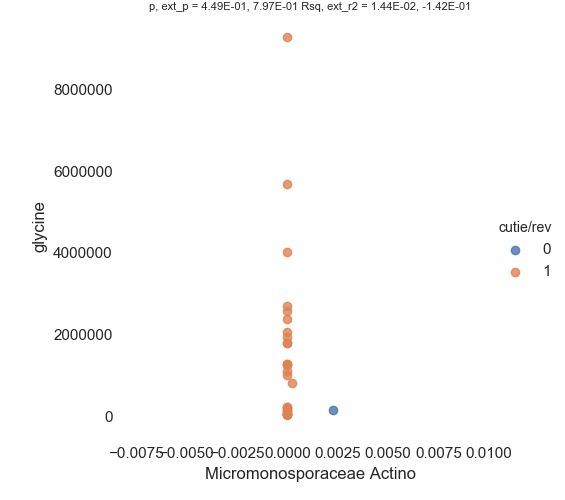 p, ext_p = 4.49E-01, 7.97E-01 Rsq, ext_r2 = 1.44E-02, -1.42E-01
8000000
6000000
4000000
2000000
0
glycine
cutie/rev
0
1
−0.0075−0.0050−0.0025 0.0000 0.0025 0.0050 0.0075 0.0100
Micromonosporaceae Actino